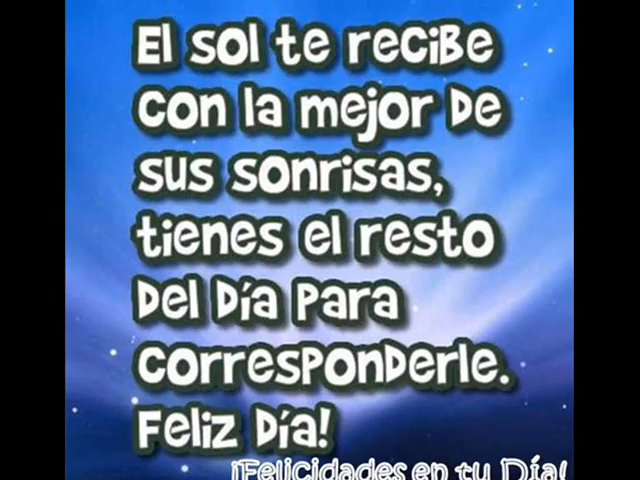 El sol te recibe
con la mejor de
sus sonrisas,
tienes el resto
del día para
corresponderle.
Feliz día!
¡Felicidades en tu Día!